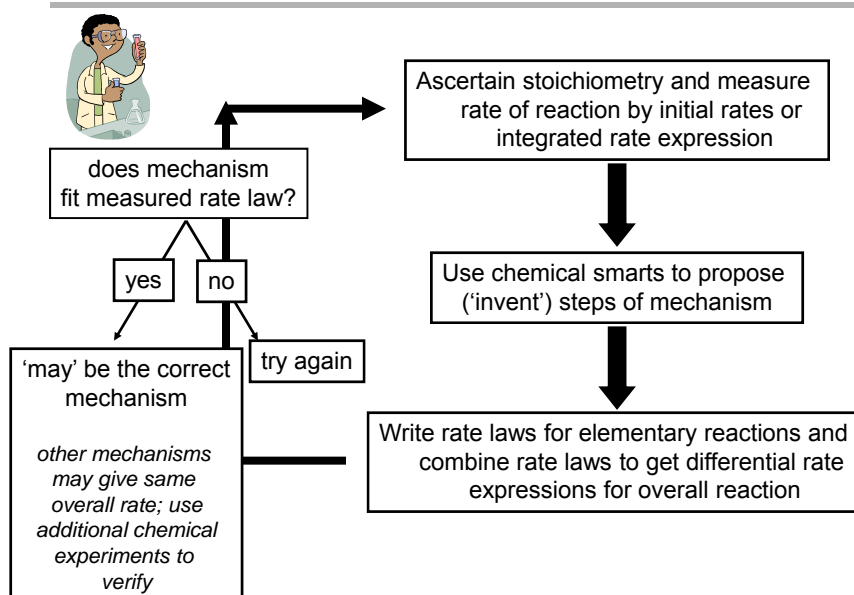 Ascertain stoichiometry and measure
rate of reaction by initial rates or
integrated rate expression
Use chemical smarts to propose
(‘invent’) steps of mechanism
Write rate laws for elementary reactions and
combine rate laws to get differential rate
expressions for overall reaction
does mechanism
fit measured rate law?
yes
no
try again
‘may’ be the correct
mechanism
other mechanisms
may give same
overall rate; use
additional chemical
experiments to
verify